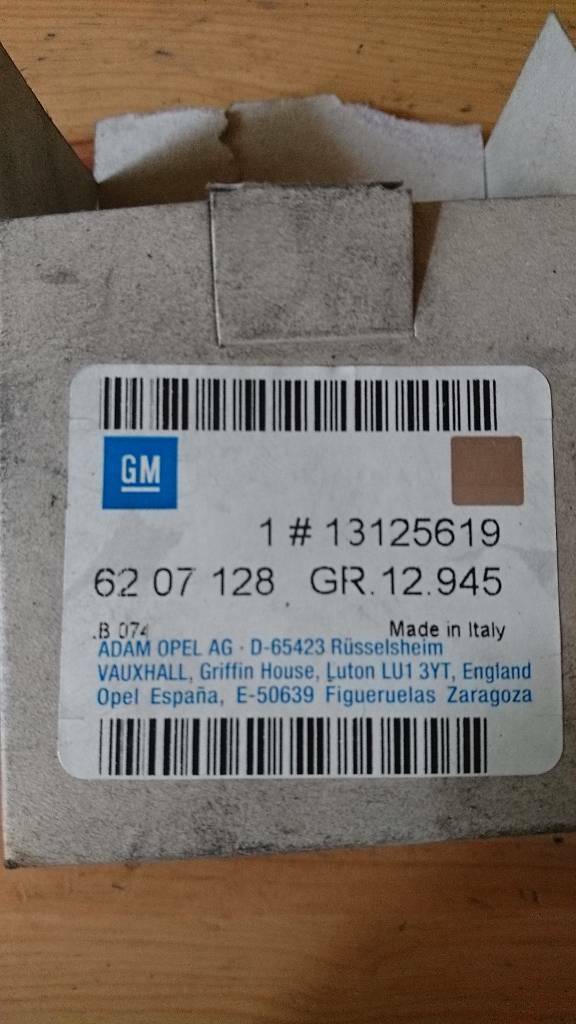 GM
1 # 13125619
62 07 128 GR.12.945
.B 074 Made in Italy
ADAM OPEL AG · D-65423 Rüsselsheim
VAUXHALL, Griffin House, Luton LU1 3YT, England
Opel España, E-50639 Figueruelas Zaragoza